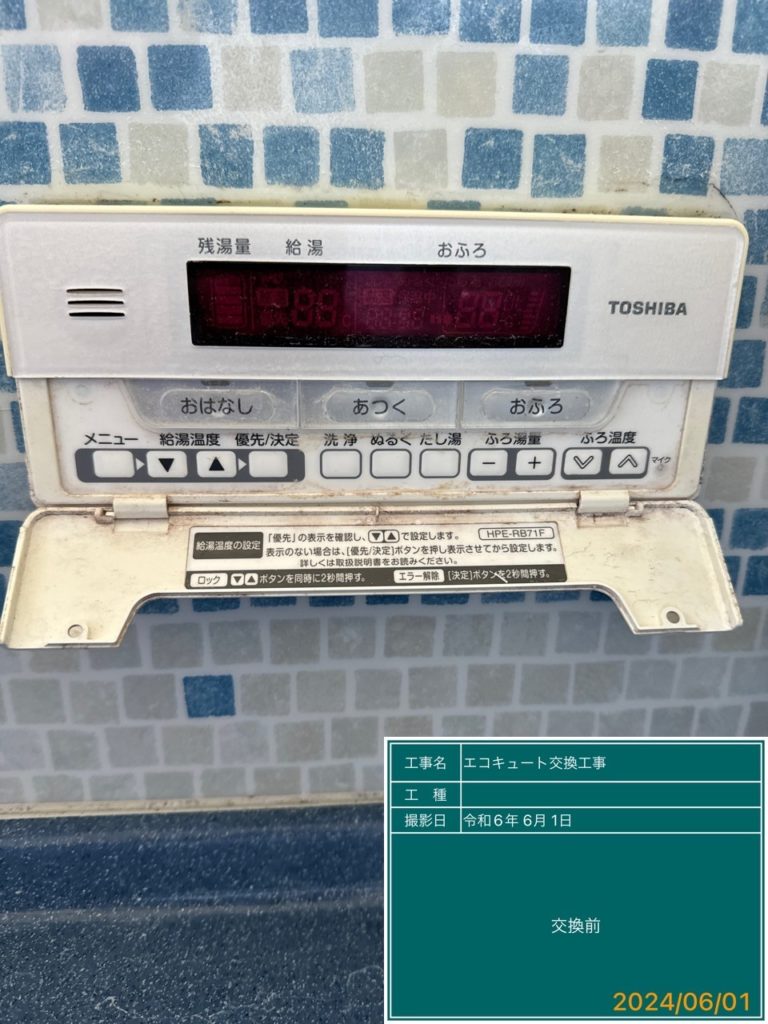 残湯量 給湯 おふろ
TOSHIBA
おはなし あつく おふろ
メニュー 給湯温度 優先/決定 洗浄 ぬるく たし湯 ふろ湯量 ふろ温度
▼ ▲ − + マイク
給湯温度の設定 「優先」の表示を確認し、▼▲で設定します。 HPE-RB71F
表示のない場合は、[優先/決定]ボタンを押し表示させてから設定します。
詳しくは取扱説明書をお読みください。
ロック ▼▲ボタンを同時に2秒間押す。 エラー解除 [決定]ボタンを2秒間押す。
工事名 エコキュート交換工事
工 種
撮影日 令和6年 6月 1日
交換前
2024/06/01